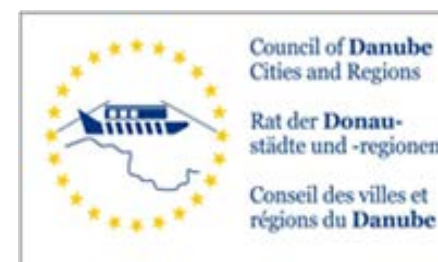 Council of Danube
Cities and Regions
Rat der Donau-
städte und -regionen
Conseil des villes et
régions du Danube